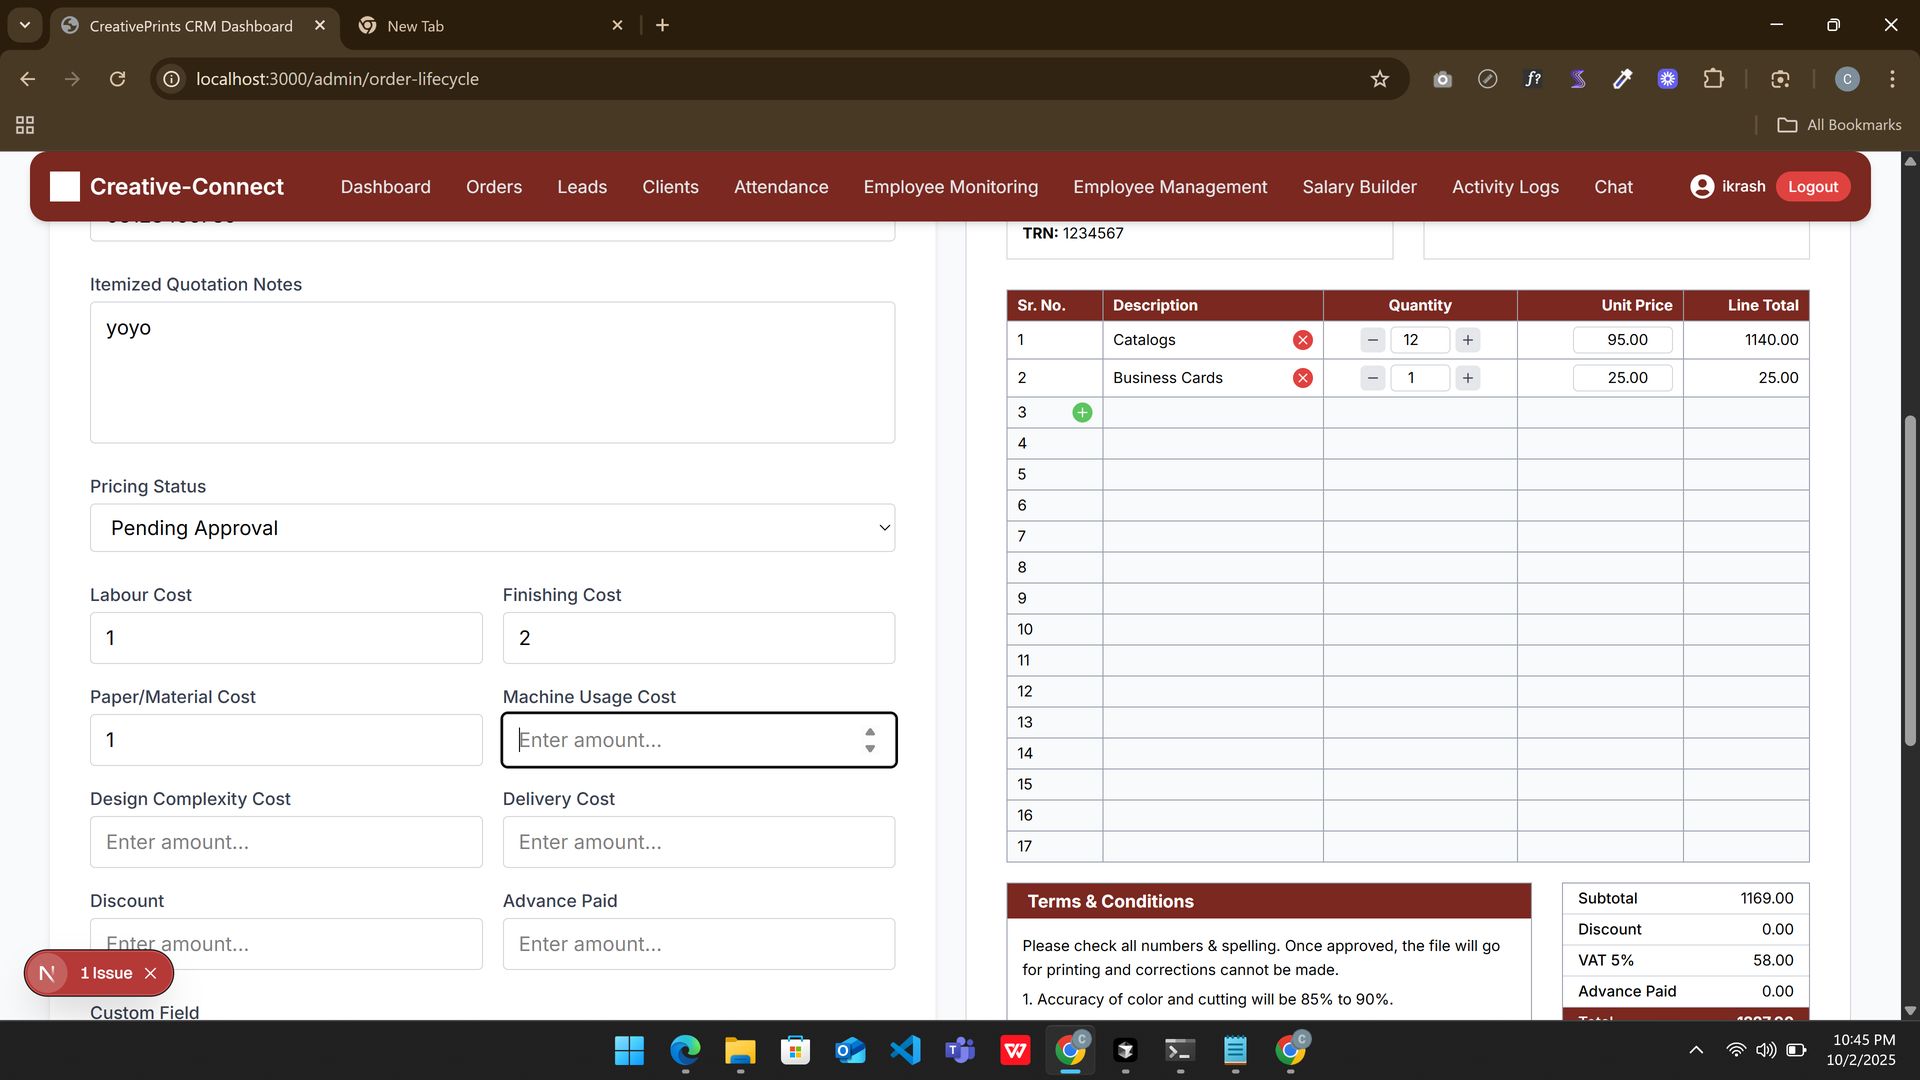 CreativePrints CRM Dashboard
New Tab
localhost:3000/admin/order-lifecycle
f?
C
All Bookmarks
Creative-Connect
Dashboard
Orders
Leads
Clients
Attendance
Employee Monitoring
Employee Management
Salary Builder
Activity Logs
Chat
ikrash
Logout
Itemized Quotation Notes
yoyo
Pricing Status
Pending Approval
Labour Cost
Finishing Cost
1
2
Paper/Material Cost
Machine Usage Cost
1
Enter amount...
Design Complexity Cost
Delivery Cost
Enter amount...
Enter amount...
Discount
Advance Paid
Enter amount...
Enter amount...
N 1 Issue
Custom Field
TRN: 1234567
Sr. No. Description Quantity Unit Price Line Total
1 Catalogs 12 95.00 1140.00
2 Business Cards 1 25.00 25.00
3
4
5
6
7
8
9
10
11
12
13
14
15
16
17
Terms & Conditions
Please check all numbers & spelling. Once approved, the file will go
for printing and corrections cannot be made.
1. Accuracy of color and cutting will be 85% to 90%.
Subtotal 1169.00
Discount 0.00
VAT 5% 58.00
Advance Paid 0.00
10:45 PM
10/2/2025